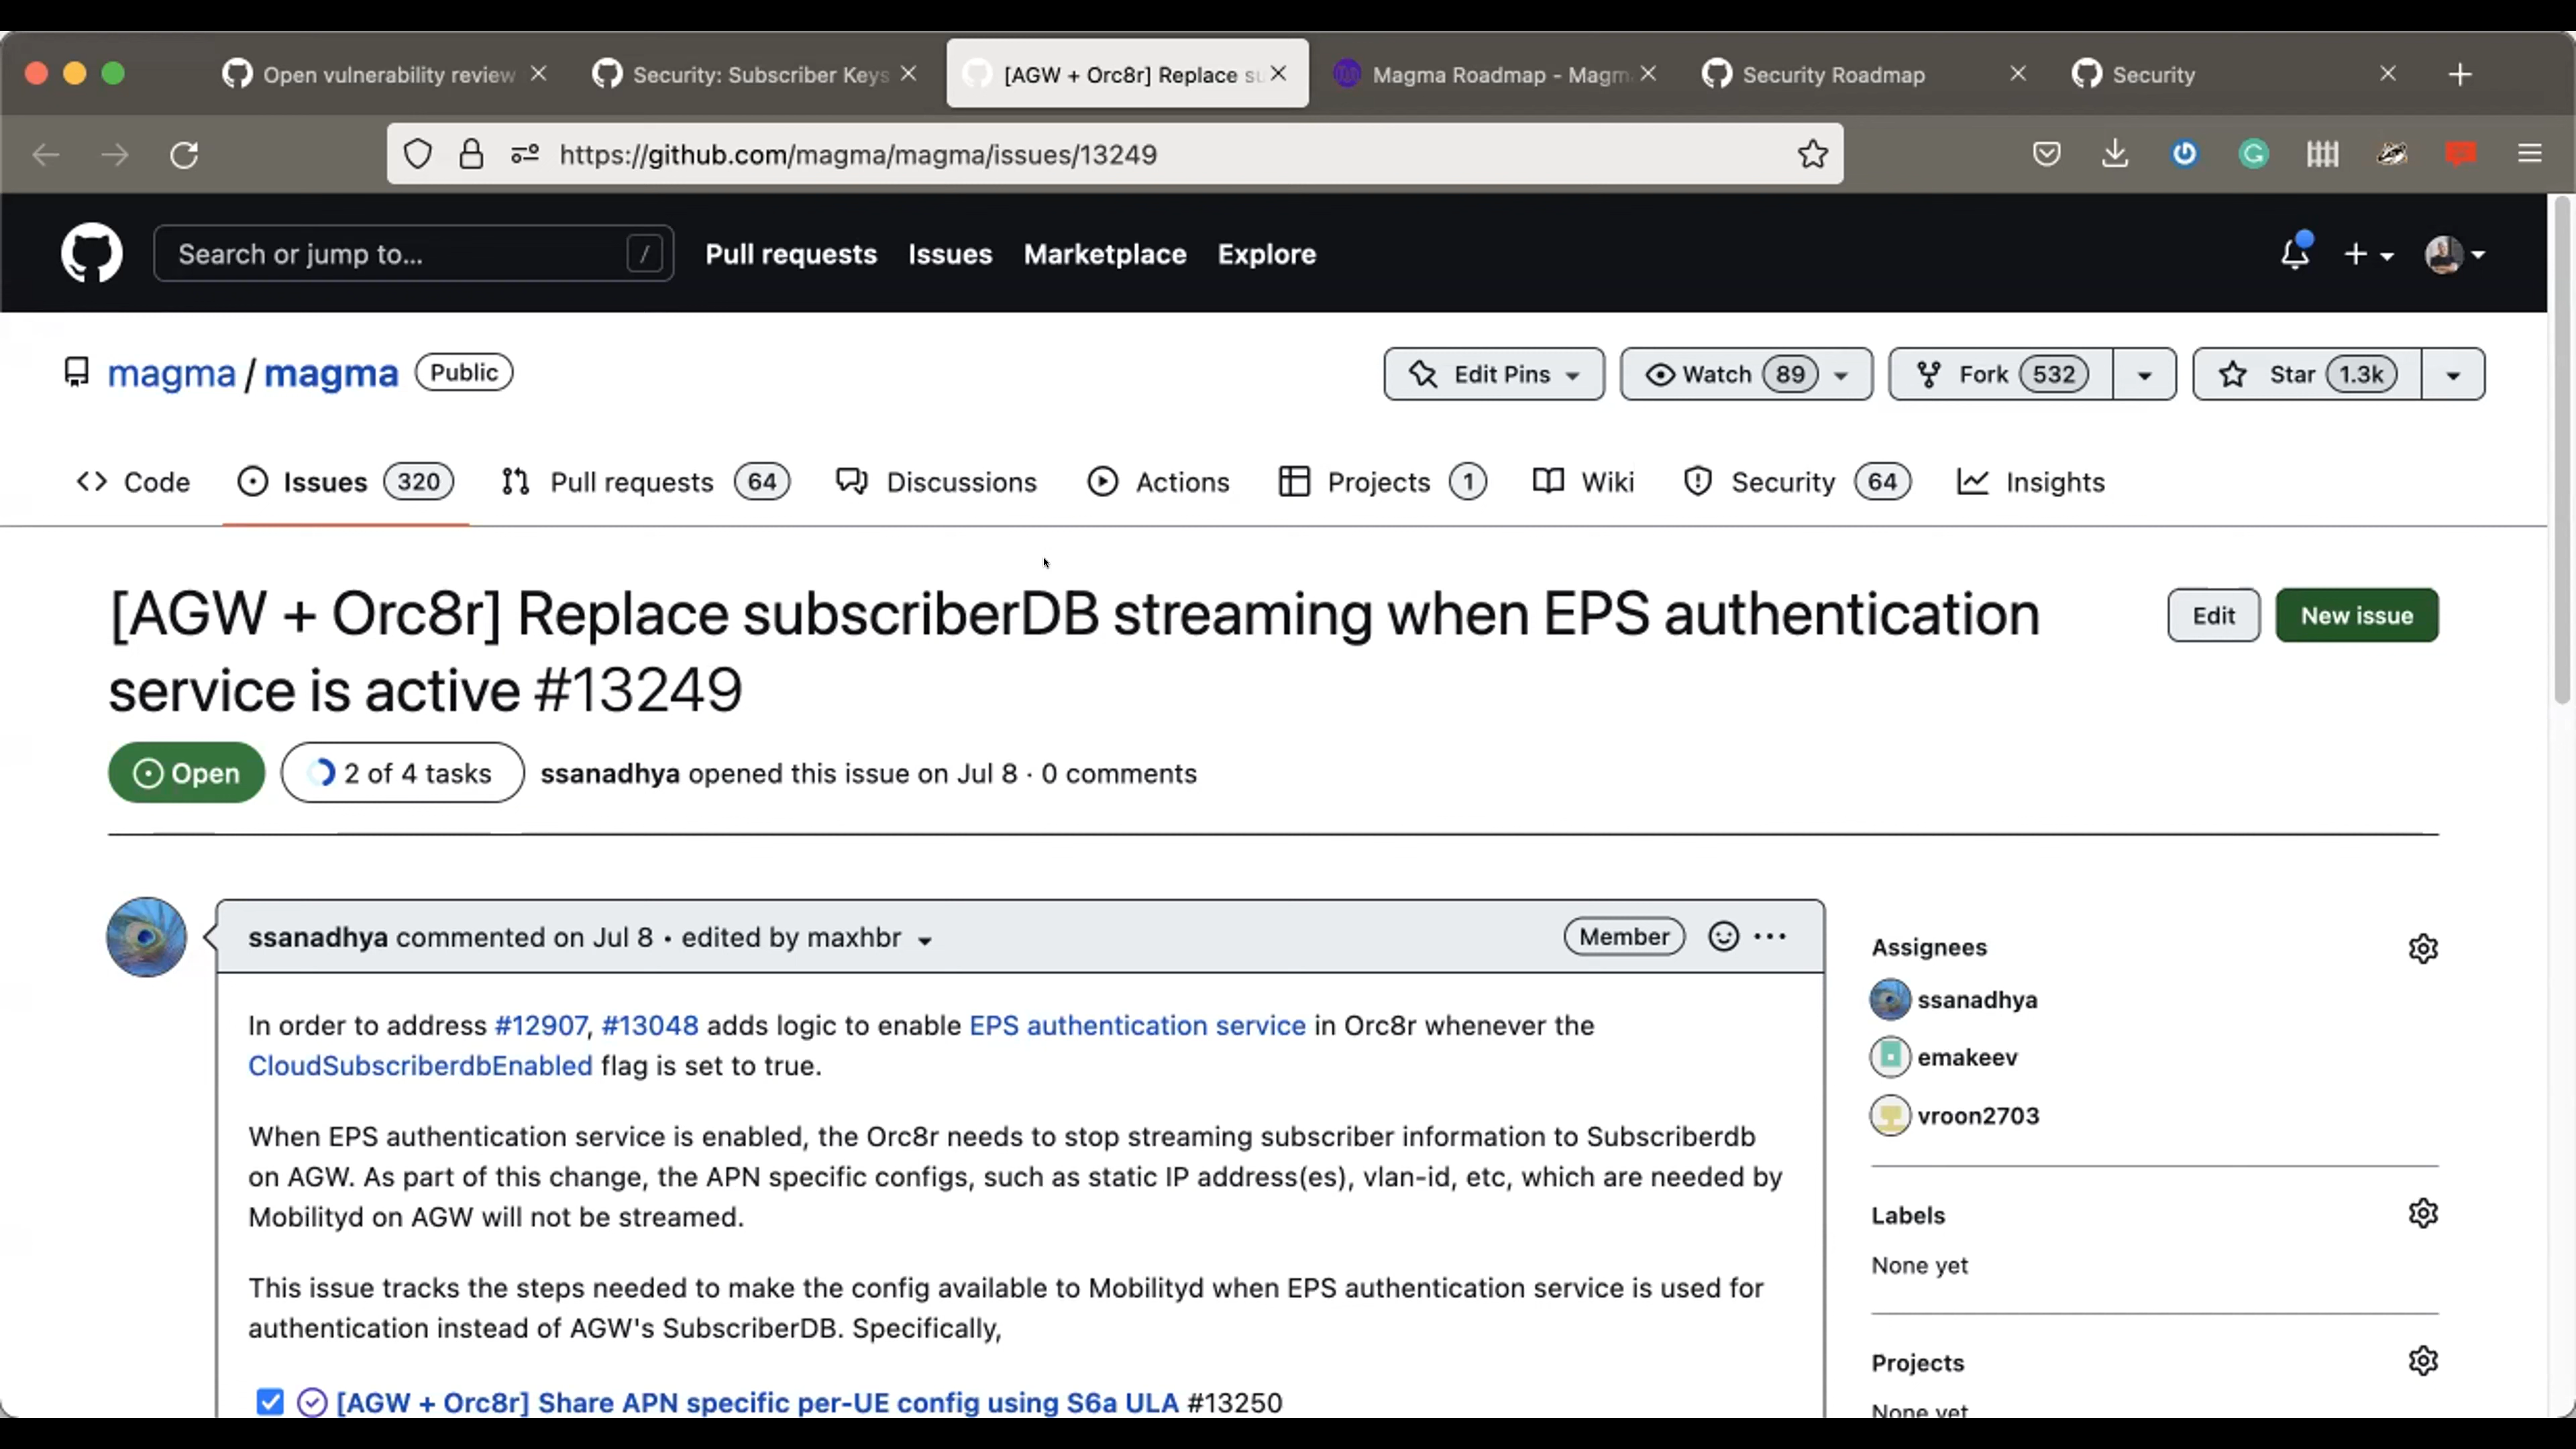 Open vulnerability review
Security: Subscriber Keys
[AGW + Orc8r] Replace su
Magma Roadmap - Magm
Security Roadmap
Security
https://github.com/magma/magma/issues/13249
Search or jump to...
/
Pull requests
Issues
Marketplace
Explore
magma / magma Public
Edit Pins
Watch 89
Fork 532
Star 1.3k
Code
Issues 320
Pull requests 64
Discussions
Actions
Projects 1
Wiki
Security 64
Insights
[AGW + Orc8r] Replace subscriberDB streaming when EPS authentication
service is active #13249
Edit
New issue
Open
2 of 4 tasks
ssanadhya opened this issue on Jul 8 · 0 comments
ssanadhya commented on Jul 8 • edited by maxhbr
Member
In order to address #12907, #13048 adds logic to enable EPS authentication service in Orc8r whenever the
CloudSubscriberdbEnabled flag is set to true.
When EPS authentication service is enabled, the Orc8r needs to stop streaming subscriber information to Subscriberdb
on AGW. As part of this change, the APN specific configs, such as static IP address(es), vlan-id, etc, which are needed by
Mobilityd on AGW will not be streamed.
This issue tracks the steps needed to make the config available to Mobilityd when EPS authentication service is used for
authentication instead of AGW's SubscriberDB. Specifically,
[AGW + Orc8r] Share APN specific per-UE config using S6a ULA #13250
Assignees
ssanadhya
emakeev
vroon2703
Labels
None yet
Projects
None yet